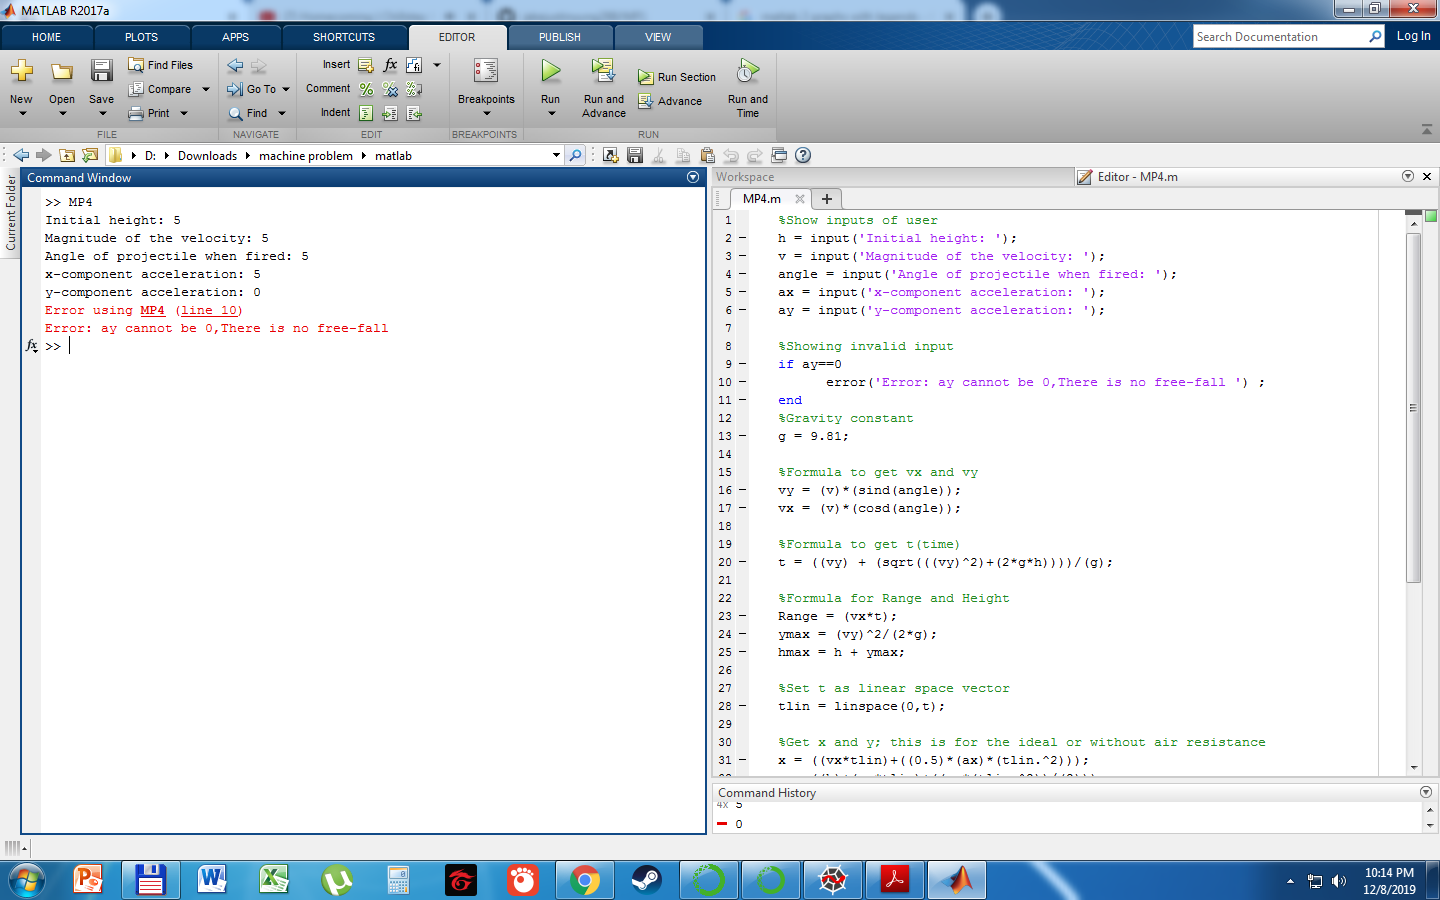 MATLAB R2017a
HOME PLOTS APPS SHORTCUTS EDITOR PUBLISH VIEW Search Documentation Log In
New Open Save Find Files Compare Print
Go To Find
Insert fx Comment Indent
Breakpoints
Run Run and Advance Run Section Advance Run and Time
FILE NAVIGATE EDIT BREAKPOINTS RUN
D: Downloads machine problem matlab
Current Folder
Command Window
>> MP4
Initial height: 5
Magnitude of the velocity: 5
Angle of projectile when fired: 5
x-component acceleration: 5
y-component acceleration: 0
Error using MP4 (line 10)
Error: ay cannot be 0,There is no free-fall
fx >>
Workspace
Editor - MP4.m
MP4.m
1 %Show inputs of user
2 h = input('Initial height: ');
3 v = input('Magnitude of the velocity: ');
4 angle = input('Angle of projectile when fired: ');
5 ax = input('x-component acceleration: ');
6 ay = input('y-component acceleration: ');
7
8 %Showing invalid input
9 if ay==0
10 error('Error: ay cannot be 0,There is no free-fall ') ;
11 end
12 %Gravity constant
13 g = 9.81;
14
15 %Formula to get vx and vy
16 vy = (v)*(sind(angle));
17 vx = (v)*(cosd(angle));
18
19 %Formula to get t(time)
20 t = ((vy) + (sqrt(((vy)^2)+(2*g*h))))/(g);
21
22 %Formula for Range and Height
23 Range = (vx*t);
24 ymax = (vy)^2/(2*g);
25 hmax = h + ymax;
26
27 %Set t as linear space vector
28 tlin = linspace(0,t);
29
30 %Get x and y; this is for the ideal or without air resistance
31 x = ((vx*tlin)+((0.5)*(ax)*(tlin.^2)));
Command History
4x 5
0
10:14 PM
12/8/2019